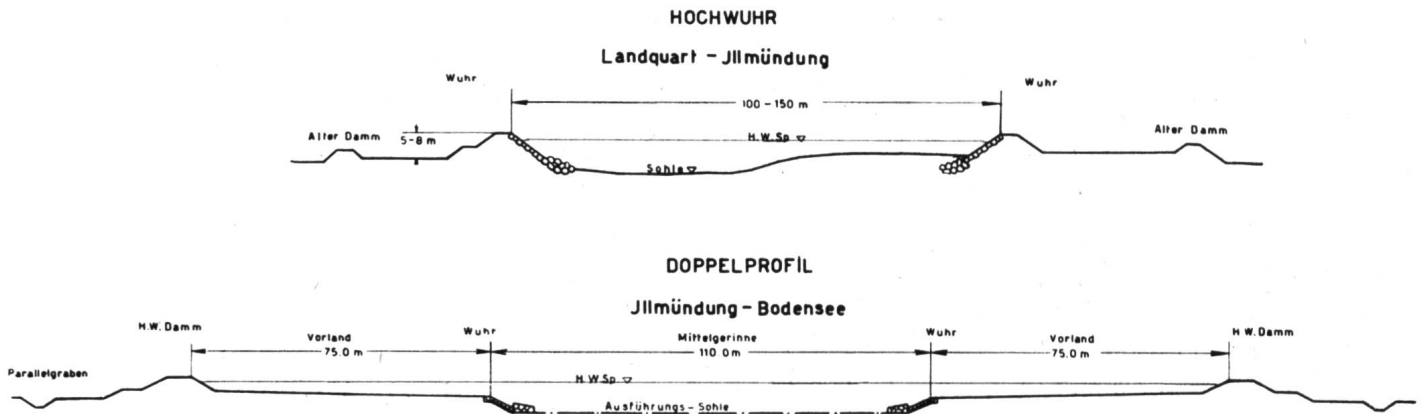 HOCHWUHR
Landquart - Jllmündung
Wuhr
Wuhr
100 - 150 m
Alter Damm
5-8 m
H.W.Sp.
Alter Damm
Sohle
DOPPELPROFIL
Jllmündung - Bodensee
H.W. Damm
Vorland
Wuhr
Mittelgerinne
Wuhr
Vorland
H.W. Damm
75.0 m
110.0 m
75.0 m
Parallelgraben
H.W.Sp.
Ausführungs - Sohle